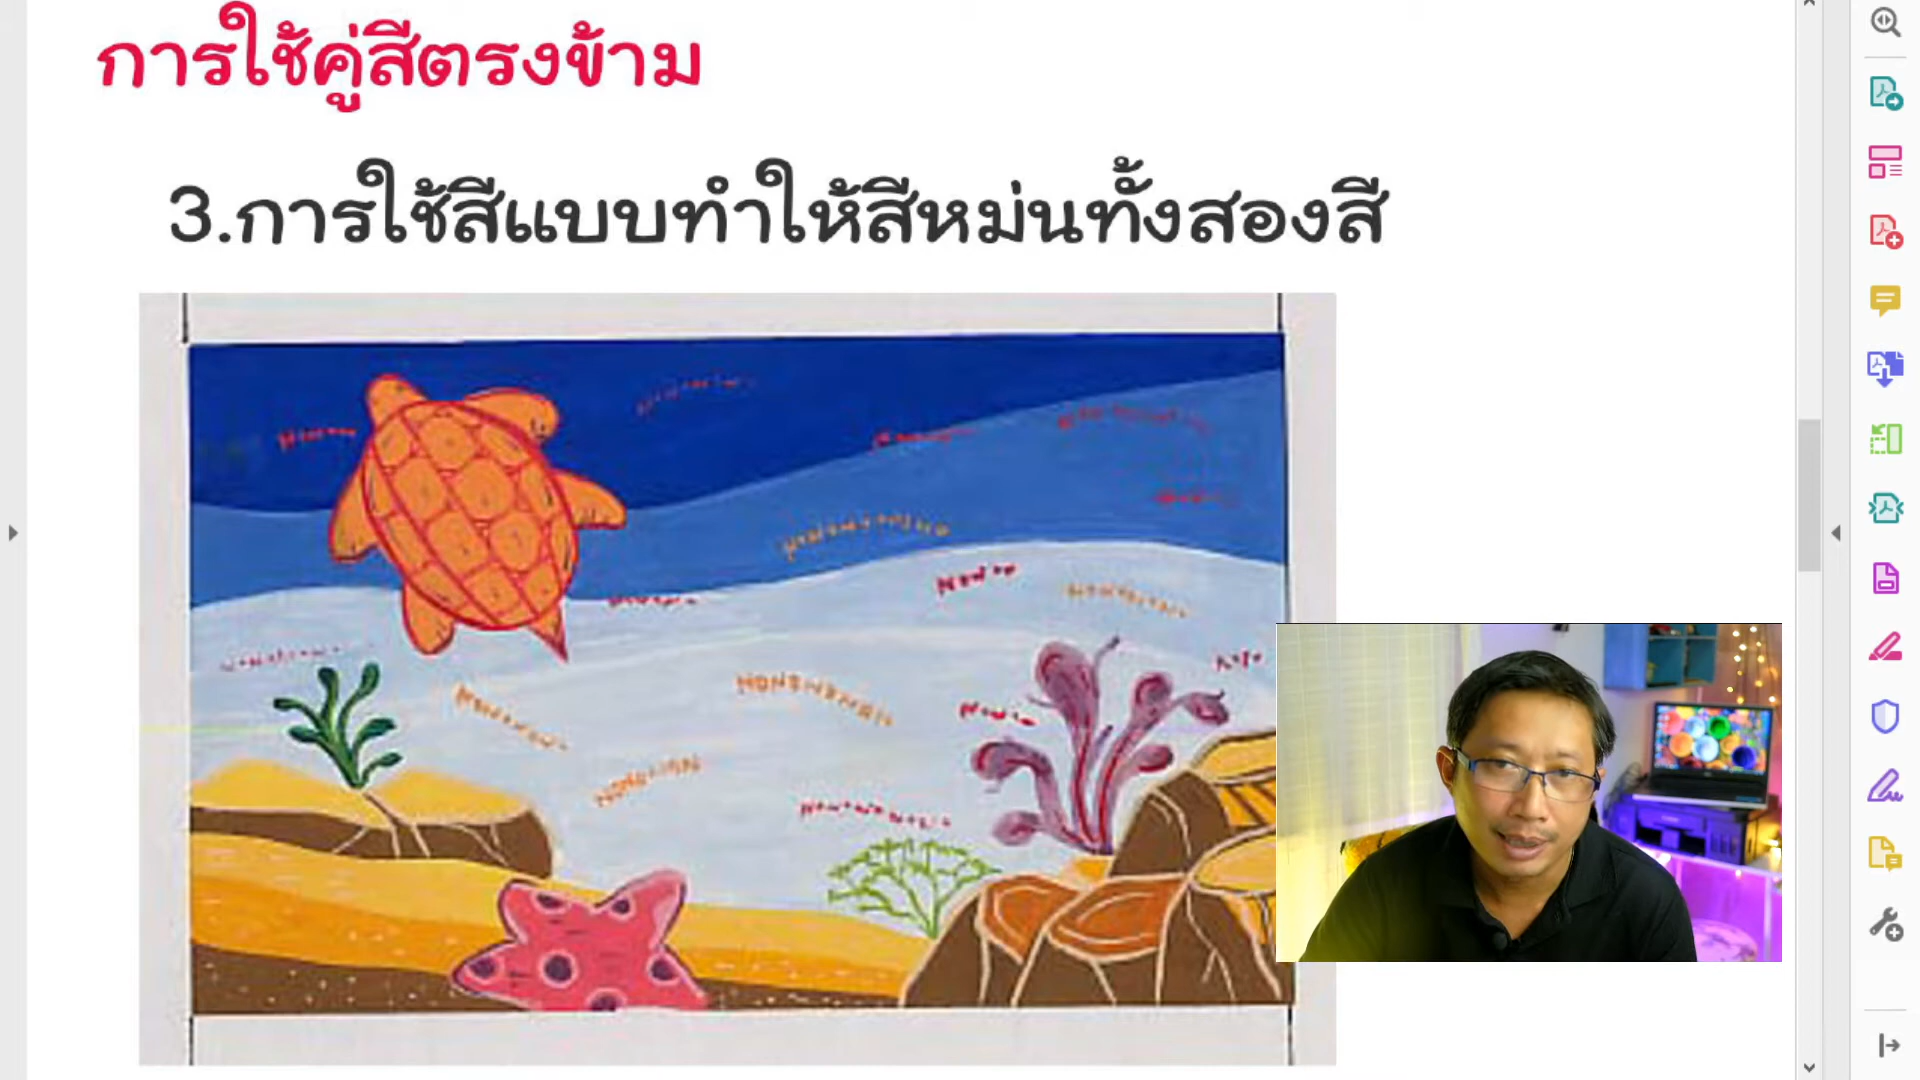 การใช้คู่สีตรงข้าม
3.การใช้สีแบบทำให้สีหม่นทั้งสองสี